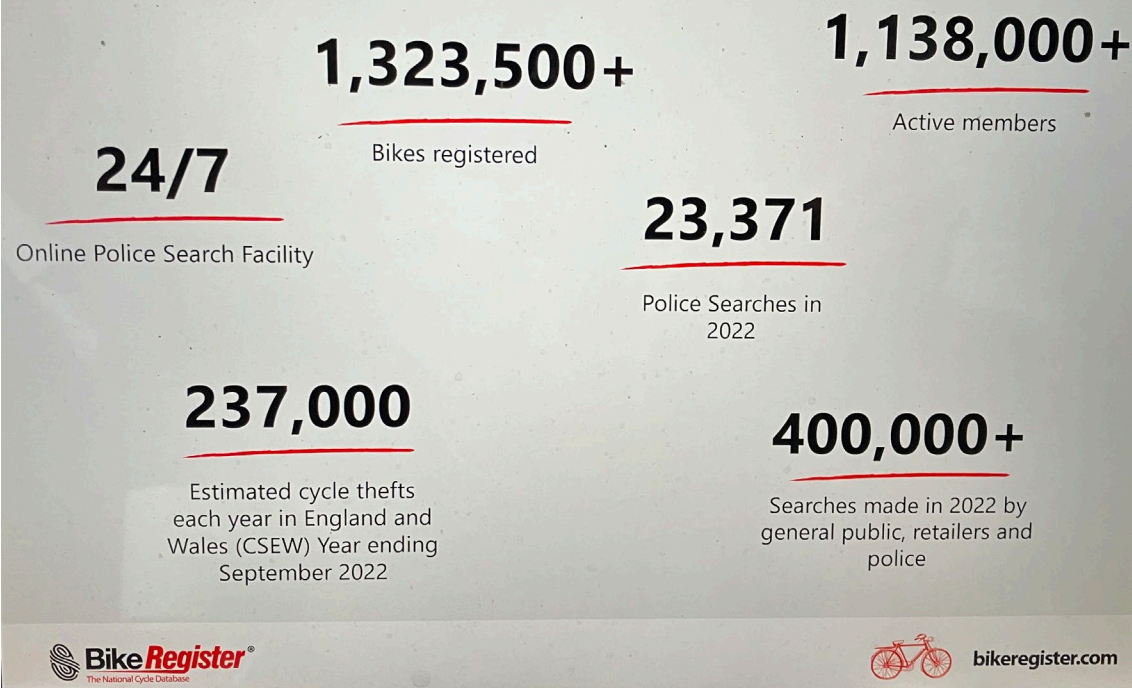 1,323,500+
Bikes registered
1,138,000+
Active members
24/7
Online Police Search Facility
23,371
Police Searches in
2022
237,000
Estimated cycle thefts
each year in England and
Wales (CSEW) Year ending
September 2022
400,000+
Searches made in 2022 by
general public, retailers and
police
BikeRegister®
The National Cycle Database
bikeregister.com